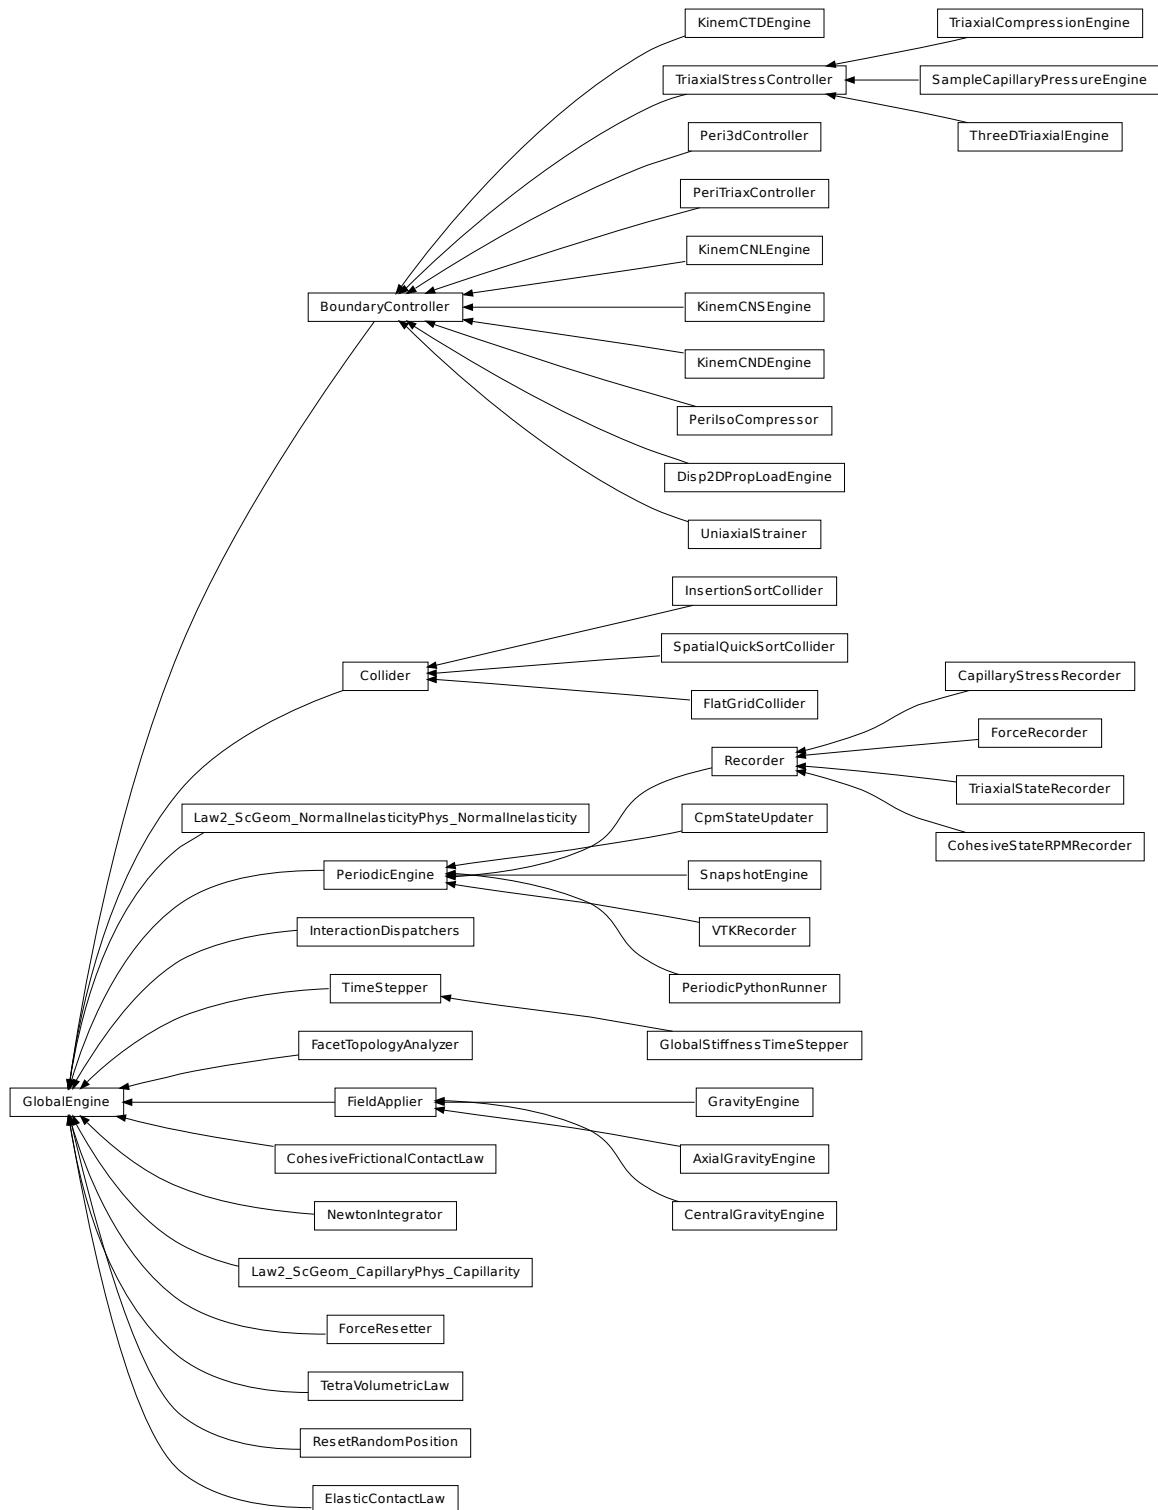 KinemCTDEngine
TriaxialCompressionEngine
TriaxialStressController
SampleCapillaryPressureEngine
Peri3dController
ThreeDTriaxialEngine
PeriTriaxController
KinemCNLEngine
BoundaryController
KinemCNSEngine
KinemCNDEngine
PeriIsoCompressor
Disp2DPropLoadEngine
UniaxialStrainer
InsertionSortCollider
SpatialQuickSortCollider
Collider
CapillaryStressRecorder
FlatGridCollider
ForceRecorder
Recorder
TriaxialStateRecorder
Law2_ScGeom_NormalInelasticityPhys_NormalInelasticity
CpmStateUpdater
CohesiveStateRPMRecorder
PeriodicEngine
SnapshotEngine
InteractionDispatchers
VTKRecorder
TimeStepper
PeriodicPythonRunner
FacetTopologyAnalyzer
GlobalStiffnessTimeStepper
GlobalEngine
FieldApplier
GravityEngine
CohesiveFrictionalContactLaw
AxialGravityEngine
NewtonIntegrator
CentralGravityEngine
Law2_ScGeom_CapillaryPhys_Capillarity
ForceResetter
TetraVolumetricLaw
ResetRandomPosition
ElasticContactLaw